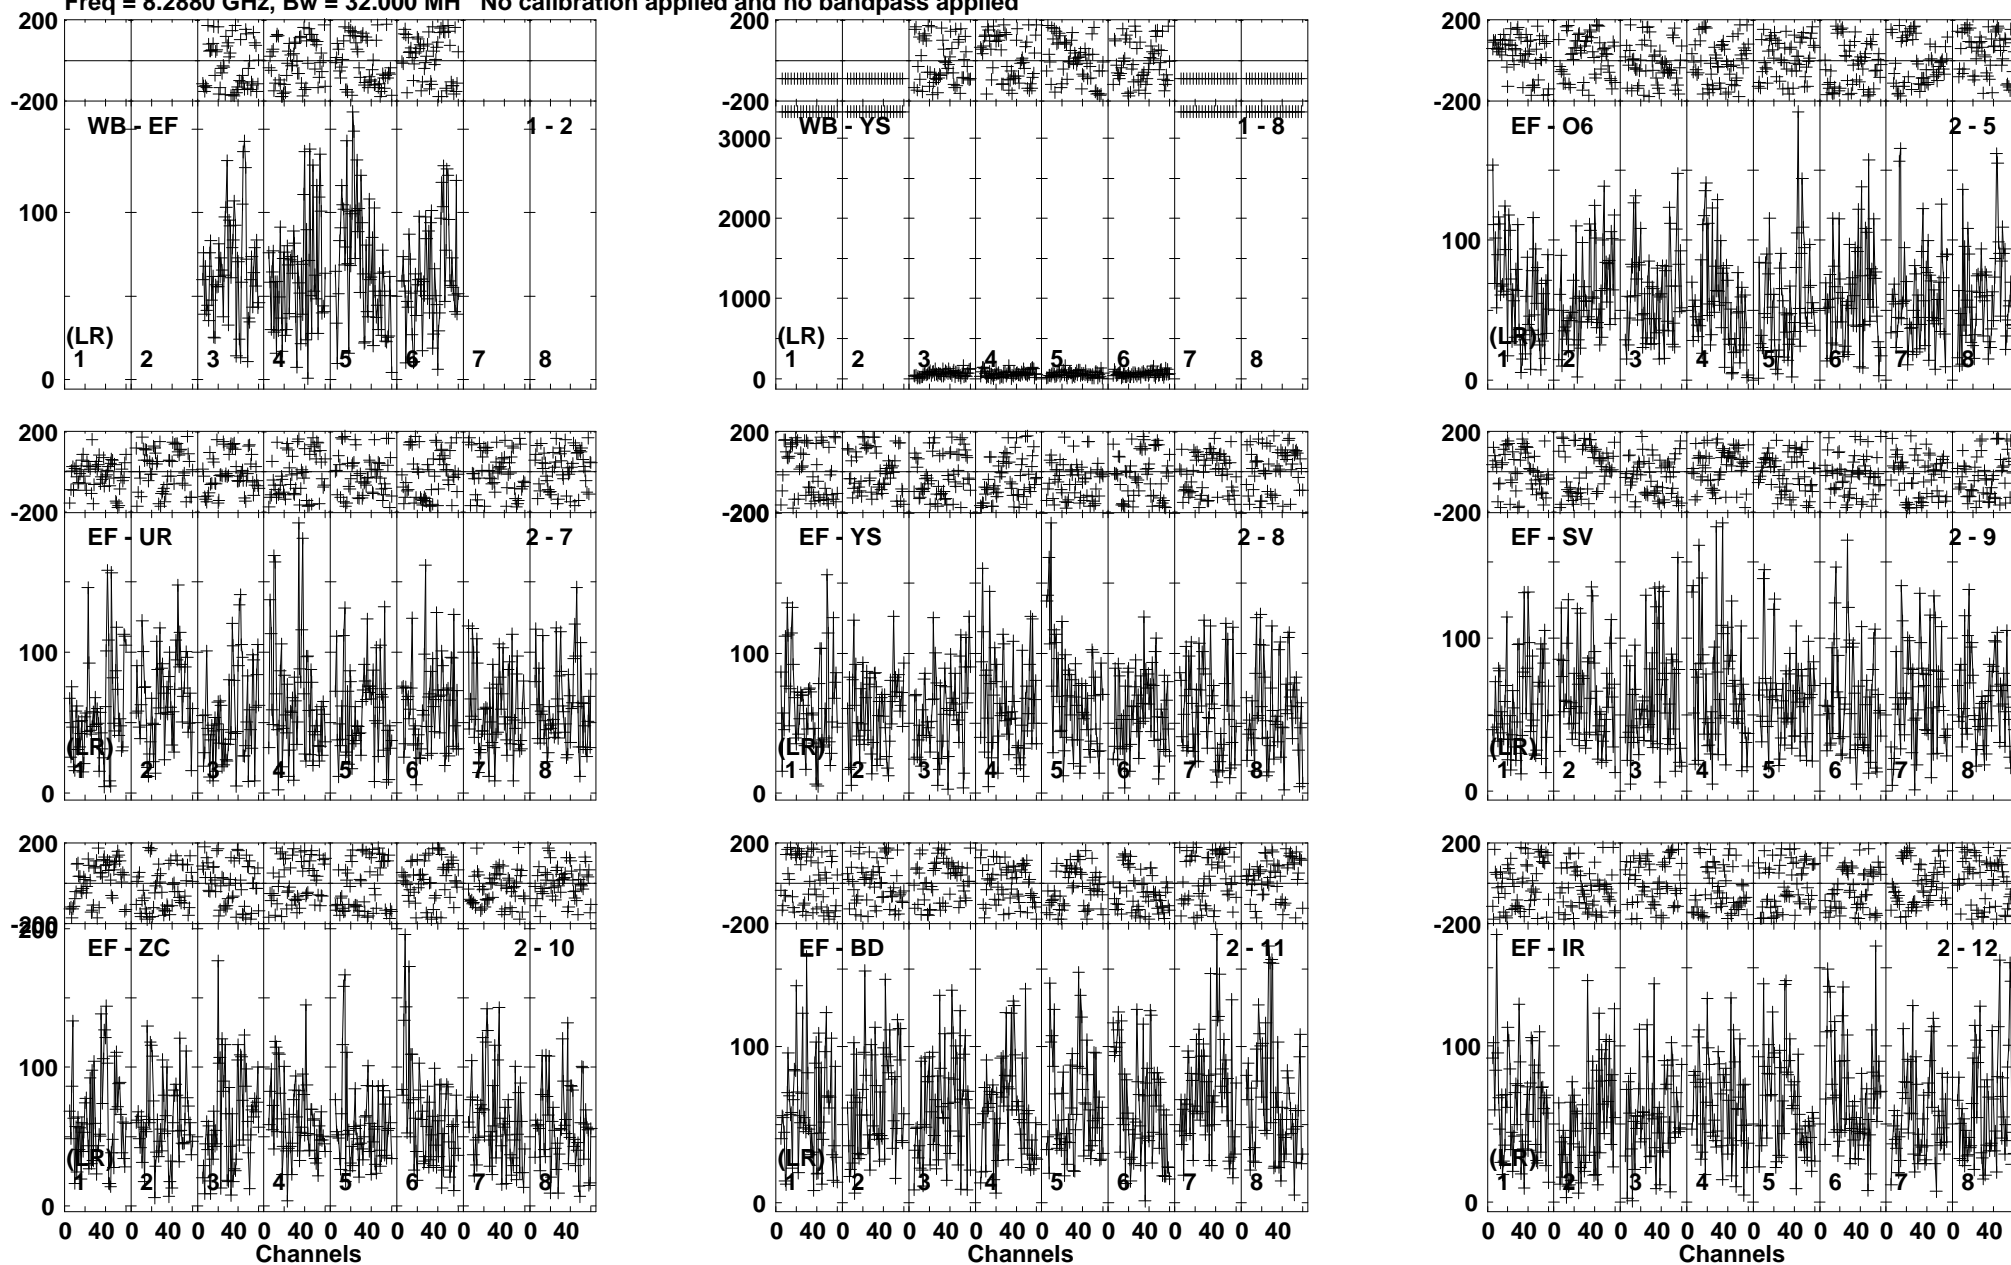 Freq = 8.2880 GHz, Bw = 32.000 MH   No calibration applied and no bandpass applied
200 200 200
-200 -200 -200
WB - EF 1 - 2 WB - YS 1 - 8 EF - O6 2 - 5
3000
100 2000 100
1000
(LR) (LR) (LR)
1 2 3 4 5 6 7 8 1 2 3 4 5 6 7 8 1 2 3 4 5 6 7 8
0 0 0
200 200 200
-200 -200 200 -200
EF - UR 2 - 7 EF - YS 2 - 8 EF - SV 2 - 9
100 100 100
(LR) (LR) (LR)
1 2 3 4 5 6 7 8 1 2 3 4 5 6 7 8 1 2 3 4 5 6 7 8
0 0 0
200 200 200
-200 200 -200 -200
EF - ZC 2 - 10 EF - BD 2 - 11 EF - IR 2 - 12
100 100 100
(LR) (LR) (LR)
1 2 3 4 5 6 7 8 1 2 3 4 5 6 7 8 1 2 3 4 5 6 7 8
0 0 0
0 40 0 40 0 40 0 40 0 40 0 40 0 40 0 40 0 40 0 40 0 40 0 40 0 40 0 40 0 40 0 40 0 40 0 40 0 40 0 40 0 40 0 40 0 40 0 40
Channels Channels Channels